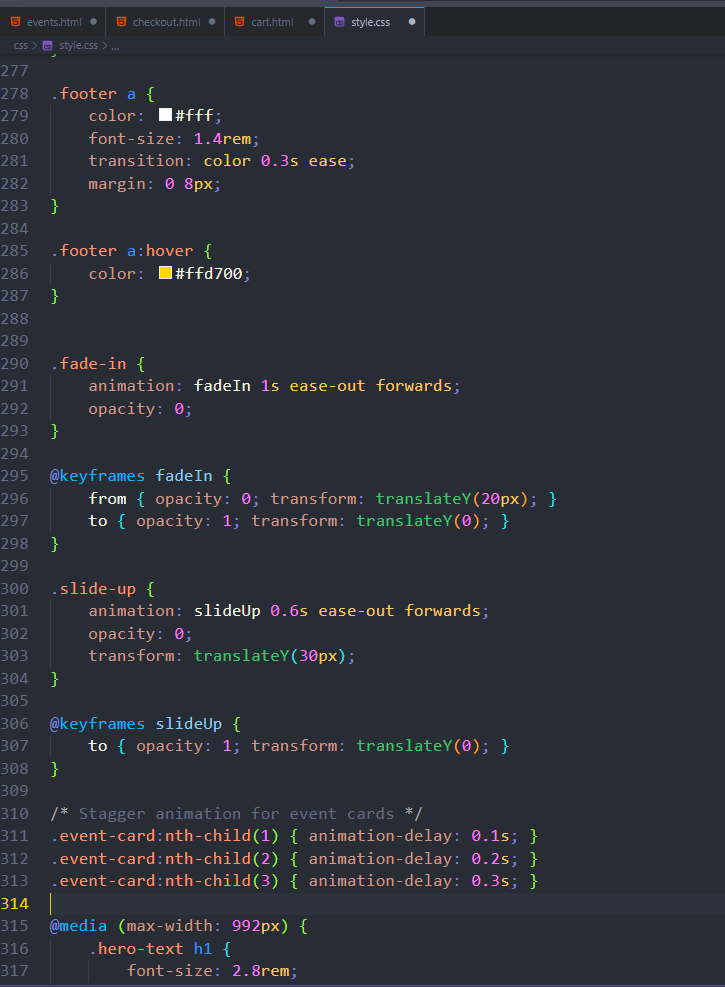 events.html
checkout.html
cart.html
style.css
css > style.css > ...
277
278 .footer a {
279 color: #fff;
280 font-size: 1.4rem;
281 transition: color 0.3s ease;
282 margin: 0 8px;
283 }
284
285 .footer a:hover {
286 color: #ffd700;
287 }
288
289
290 .fade-in {
291 animation: fadeIn 1s ease-out forwards;
292 opacity: 0;
293 }
294
295 @keyframes fadeIn {
296 from { opacity: 0; transform: translateY(20px); }
297 to { opacity: 1; transform: translateY(0); }
298 }
299
300 .slide-up {
301 animation: slideUp 0.6s ease-out forwards;
302 opacity: 0;
303 transform: translateY(30px);
304 }
305
306 @keyframes slideUp {
307 to { opacity: 1; transform: translateY(0); }
308 }
309
310 /* Stagger animation for event cards */
311 .event-card:nth-child(1) { animation-delay: 0.1s; }
312 .event-card:nth-child(2) { animation-delay: 0.2s; }
313 .event-card:nth-child(3) { animation-delay: 0.3s; }
314
315 @media (max-width: 992px) {
316 .hero-text h1 {
317 font-size: 2.8rem;